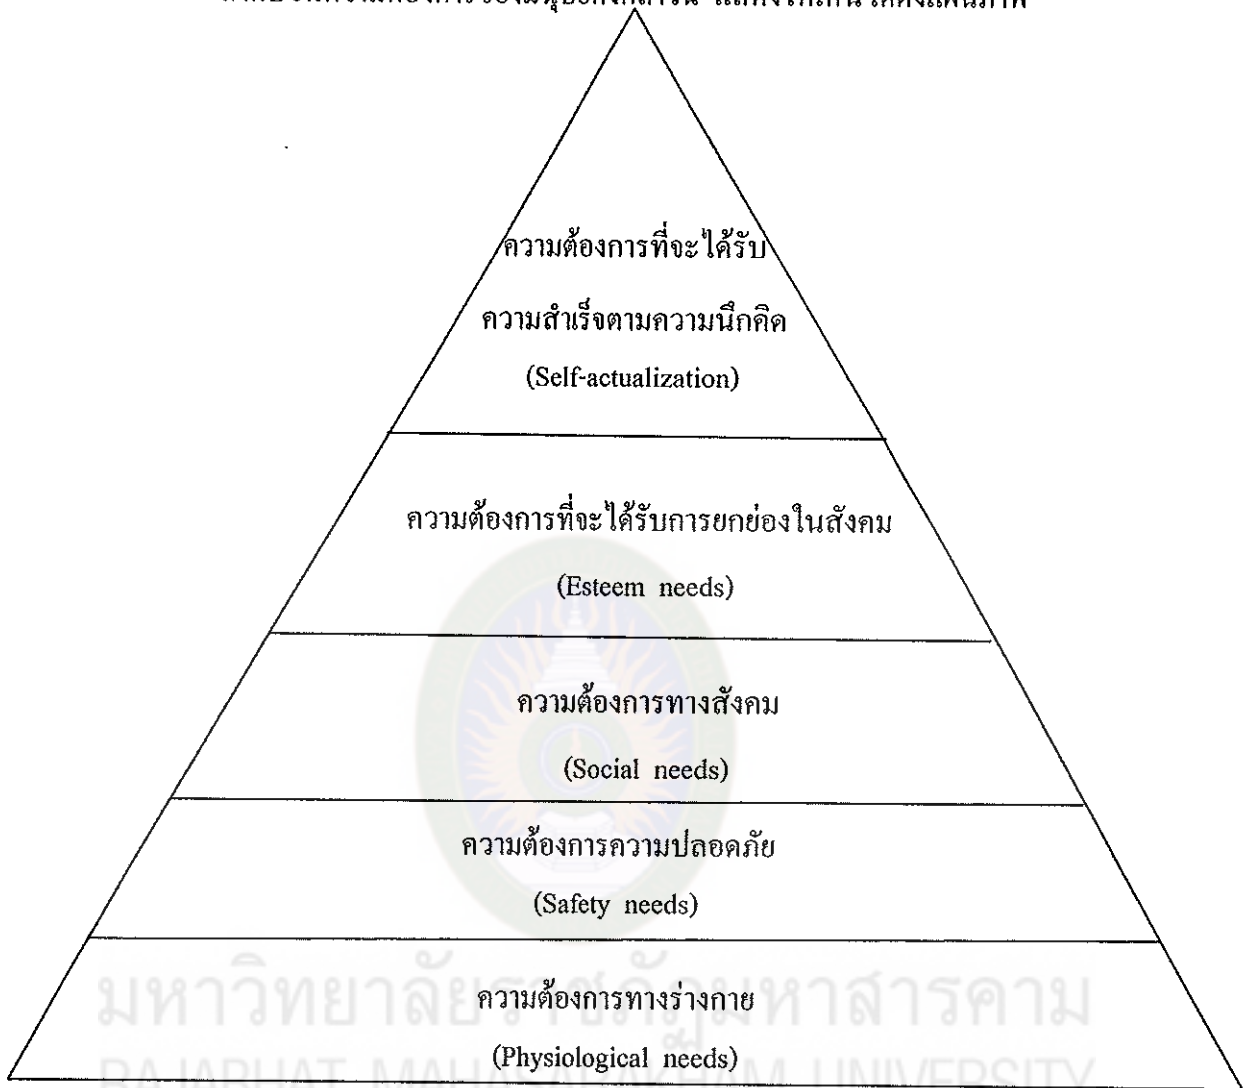 ความต้องการที่จะได้รับ
ความสำเร็จตามความนึกคิด
(Self-actualization)
ความต้องการที่จะได้รับการยกย่องในสังคม
(Esteem needs)
ความต้องการทางสังคม
(Social needs)
ความต้องการความปลอดภัย
(Safety needs)
มหาวิทยาลัยราชภัฏมหาสารคาม
ความต้องการทางร่างกาย
(Physiological needs)
RAJABHAT MAHASARAKHAM UNIVERSITY